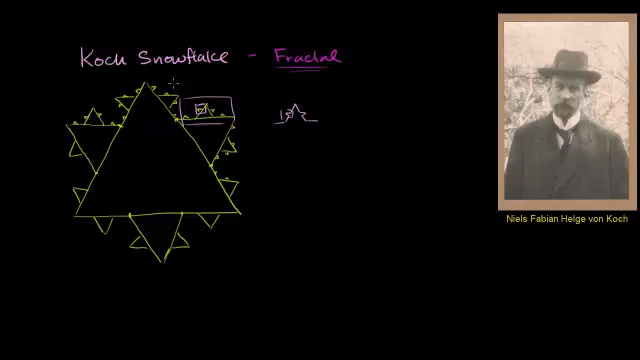 Koch Snowflake - Fractal
Niels Fabian Helge von Koch